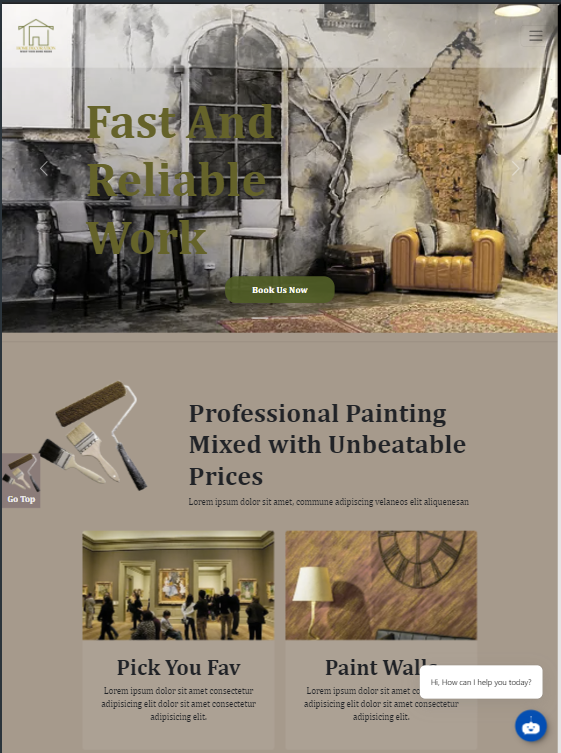 Fast And
Reliable
Work
Book Us Now
Professional Painting
Mixed with Unbeatable
Prices
Lorem ipsum dolor sit amet, commune adipiscing velaneos elit aliquenesan
Go Top
Pick You Fav
Lorem ipsum dolor sit amet consectetur
adipisicing elit dolor sit amet consectetur
adipisicing elit.
Paint Walls
Lorem ipsum dolor sit amet
adipisicing elit dolor sit amet consectetur
adipisicing elit.
Hi, How can I help you today?